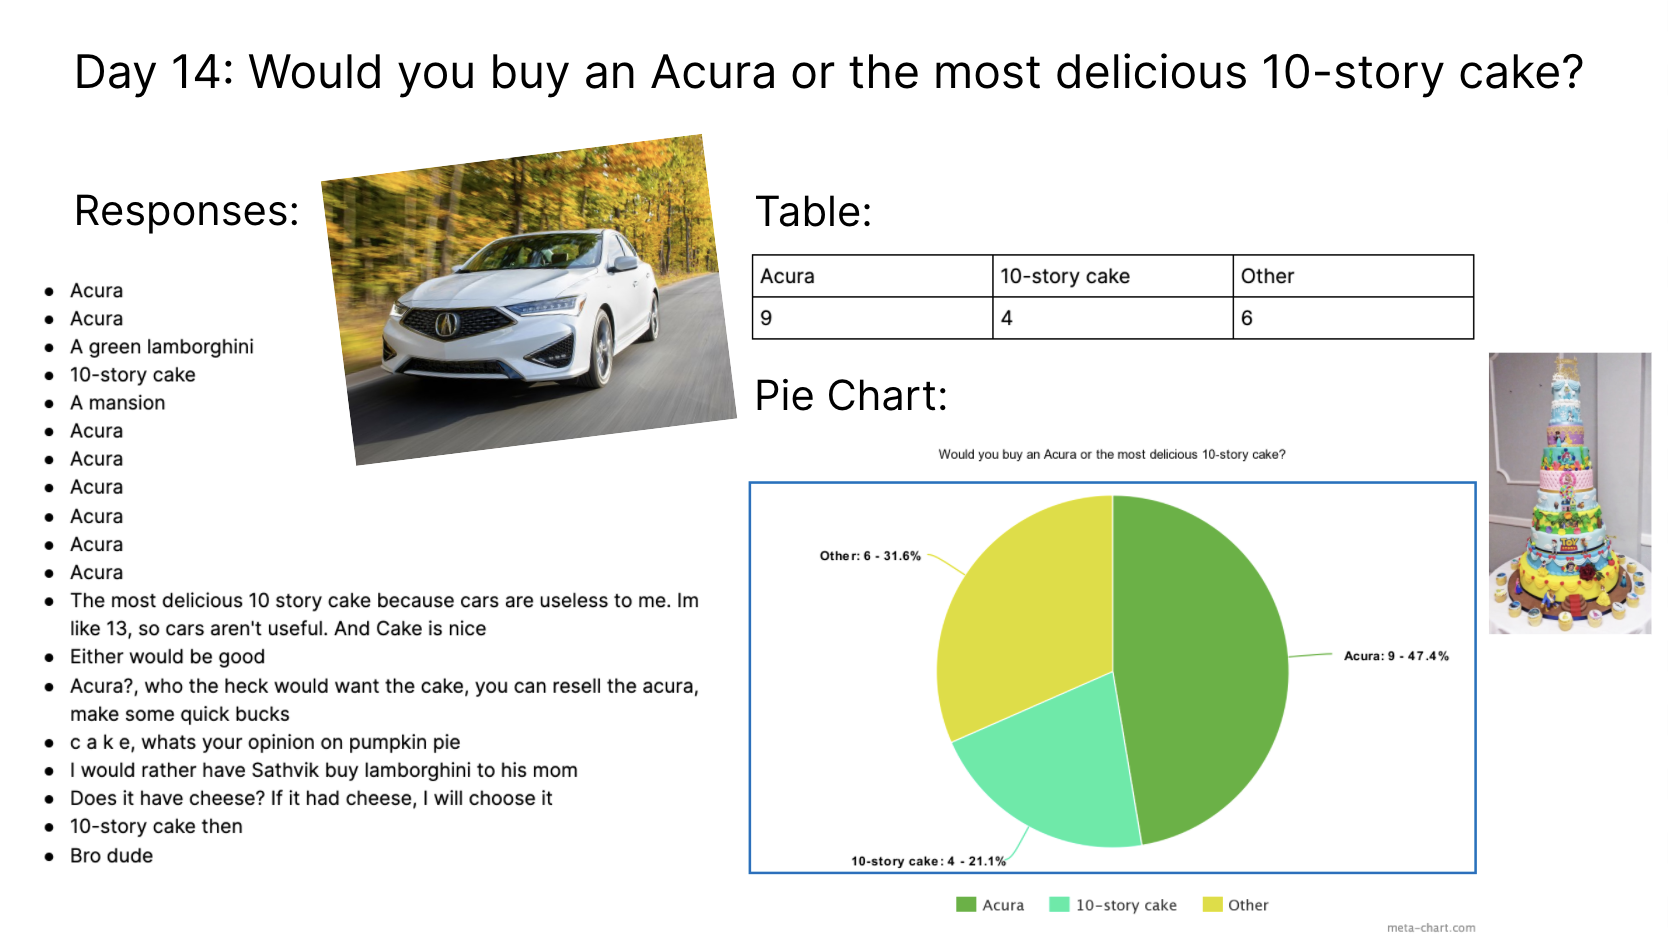 Day 14: Would you buy an Acura or the most delicious 10-story cake?
Responses:
● Acura
● Acura
● A green lamborghini
● 10-story cake
● A mansion
● Acura
● Acura
● Acura
● Acura
● Acura
● Acura
● The most delicious 10 story cake because cars are useless to me. Im
like 13, so cars aren't useful. And Cake is nice
● Either would be good
● Acura?, who the heck would want the cake, you can resell the acura,
make some quick bucks
● c a k e, whats your opinion on pumpkin pie
● I would rather have Sathvik buy lamborghini to his mom
● Does it have cheese? If it had cheese, I will choose it
● 10-story cake then
● Bro dude
Table:
Acura 10-story cake Other
9 4 6
Pie Chart:
Would you buy an Acura or the most delicious 10-story cake?
Other: 6 - 31.6%
Acura: 9 - 47.4%
10-story cake: 4 - 21.1%
Acura 10-story cake Other
meta-chart.com
TOY